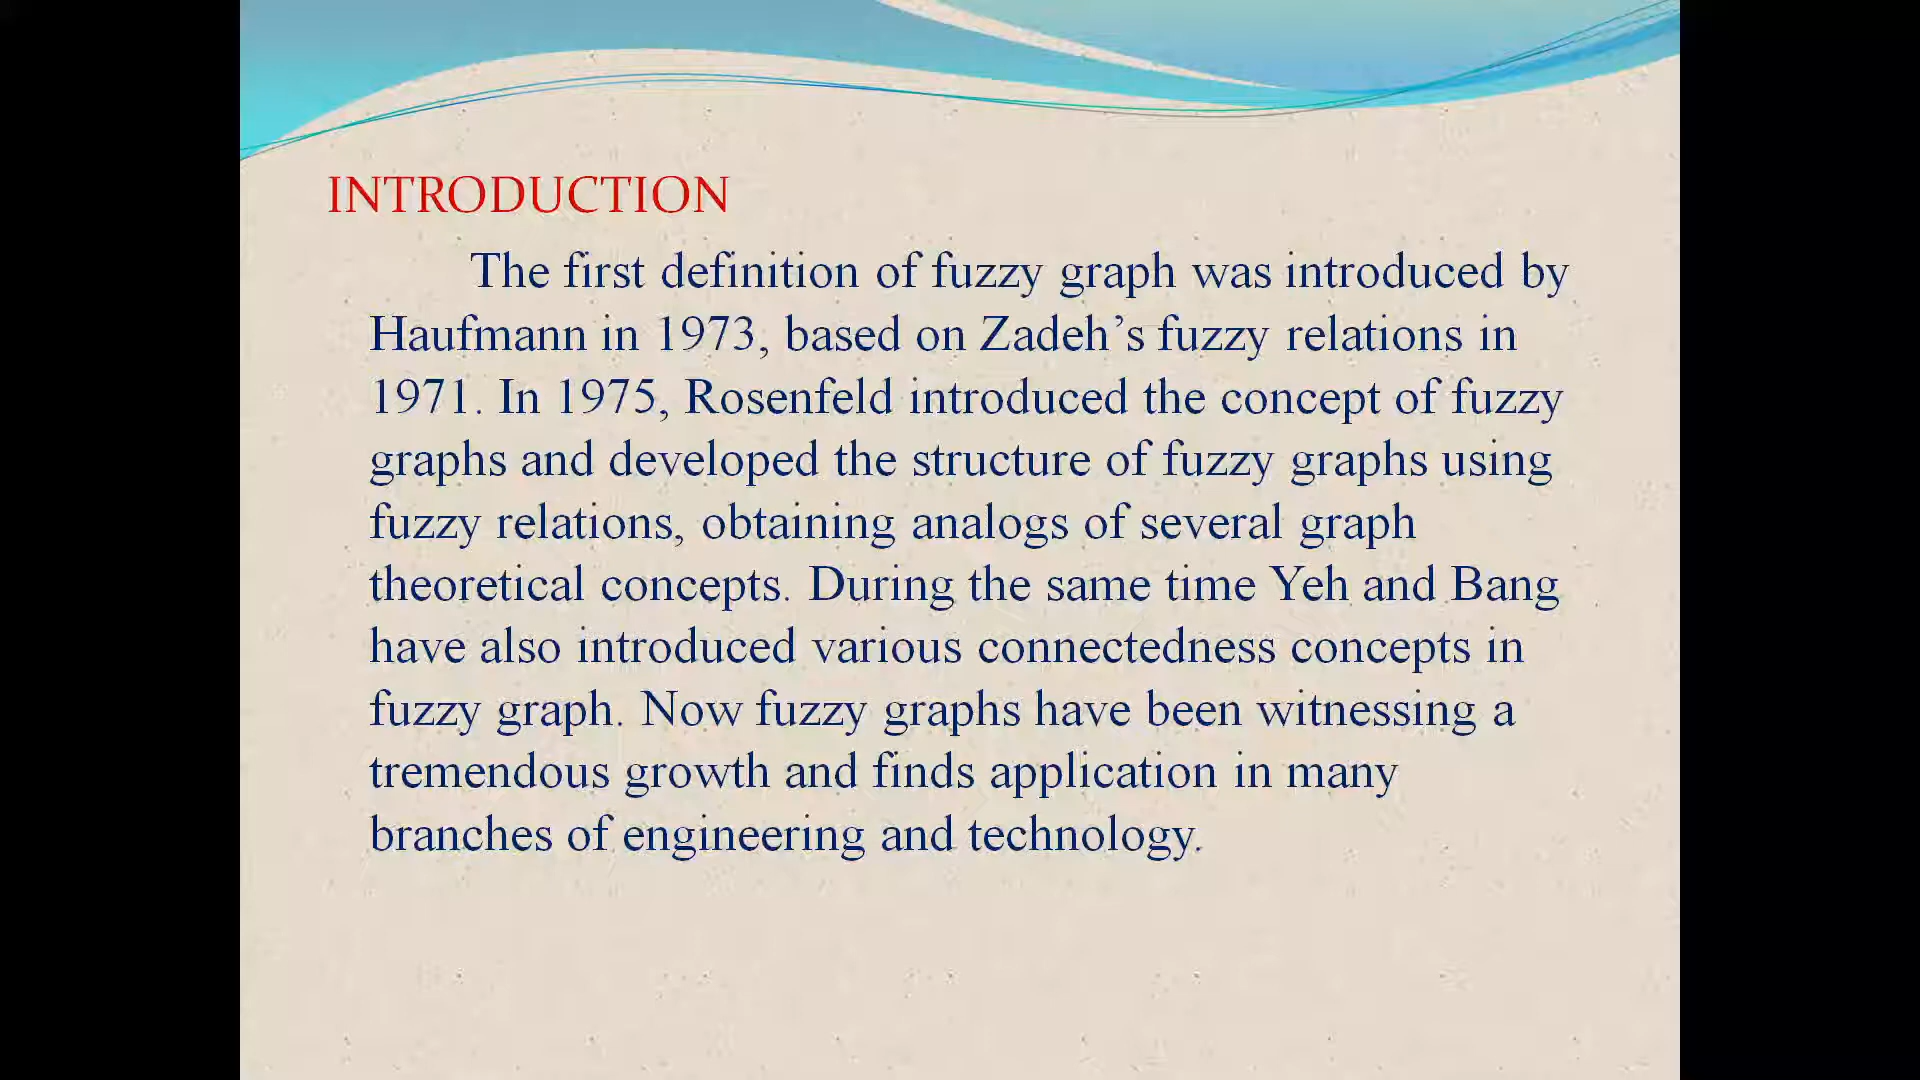 INTRODUCTION
The first definition of fuzzy graph was introduced by
Haufmann in 1973, based on Zadeh’s fuzzy relations in
1971. In 1975, Rosenfeld introduced the concept of fuzzy
graphs and developed the structure of fuzzy graphs using
fuzzy relations, obtaining analogs of several graph
theoretical concepts. During the same time Yeh and Bang
have also introduced various connectedness concepts in
fuzzy graph. Now fuzzy graphs have been witnessing a
tremendous growth and finds application in many
branches of engineering and technology.